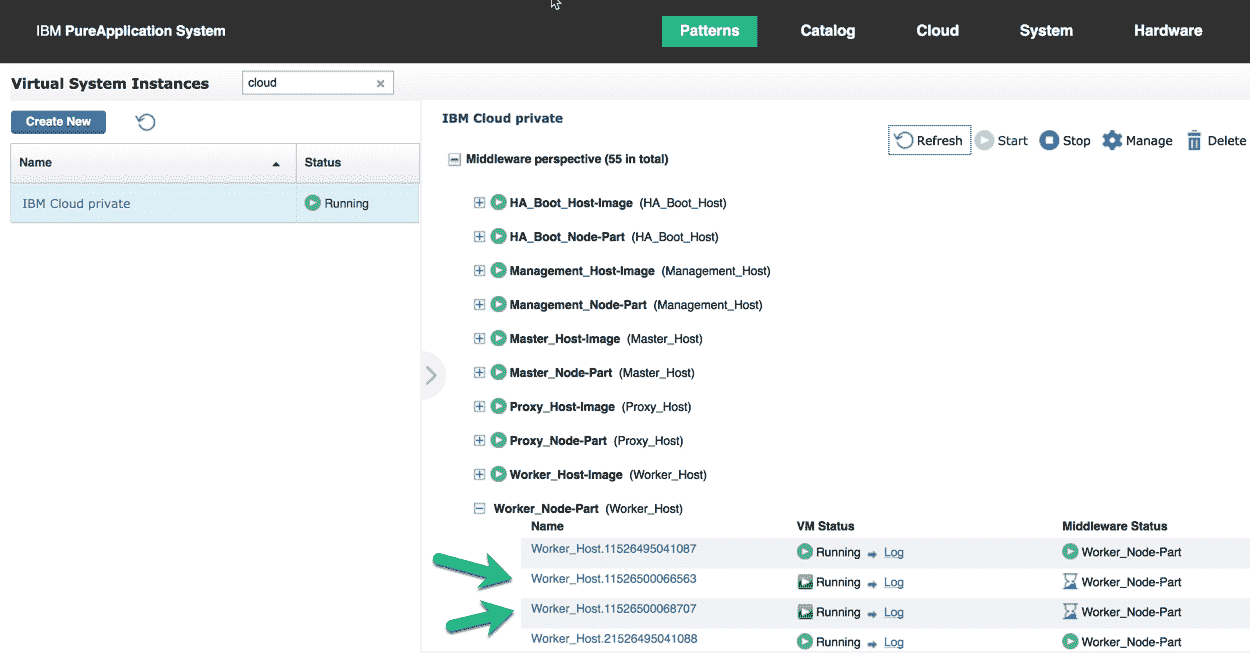 IBM PureApplication System
Patterns Catalog Cloud System Hardware
Virtual System Instances cloud
Create New
Name Status
IBM Cloud private Running
IBM Cloud private
Refresh Start Stop Manage Delete
Middleware perspective (55 in total)
HA_Boot_Host-Image (HA_Boot_Host)
HA_Boot_Node-Part (HA_Boot_Host)
Management_Host-Image (Management_Host)
Management_Node-Part (Management_Host)
Master_Host-Image (Master_Host)
Master_Node-Part (Master_Host)
Proxy_Host-Image (Proxy_Host)
Proxy_Node-Part (Proxy_Host)
Worker_Host-Image (Worker_Host)
Worker_Node-Part (Worker_Host)
Name VM Status Middleware Status
Worker_Host.11526495041087 Running Log Worker_Node-Part
Worker_Host.11526500066563 Running Log Worker_Node-Part
Worker_Host.11526500068707 Running Log Worker_Node-Part
Worker_Host.21526495041088 Running Log Worker_Node-Part